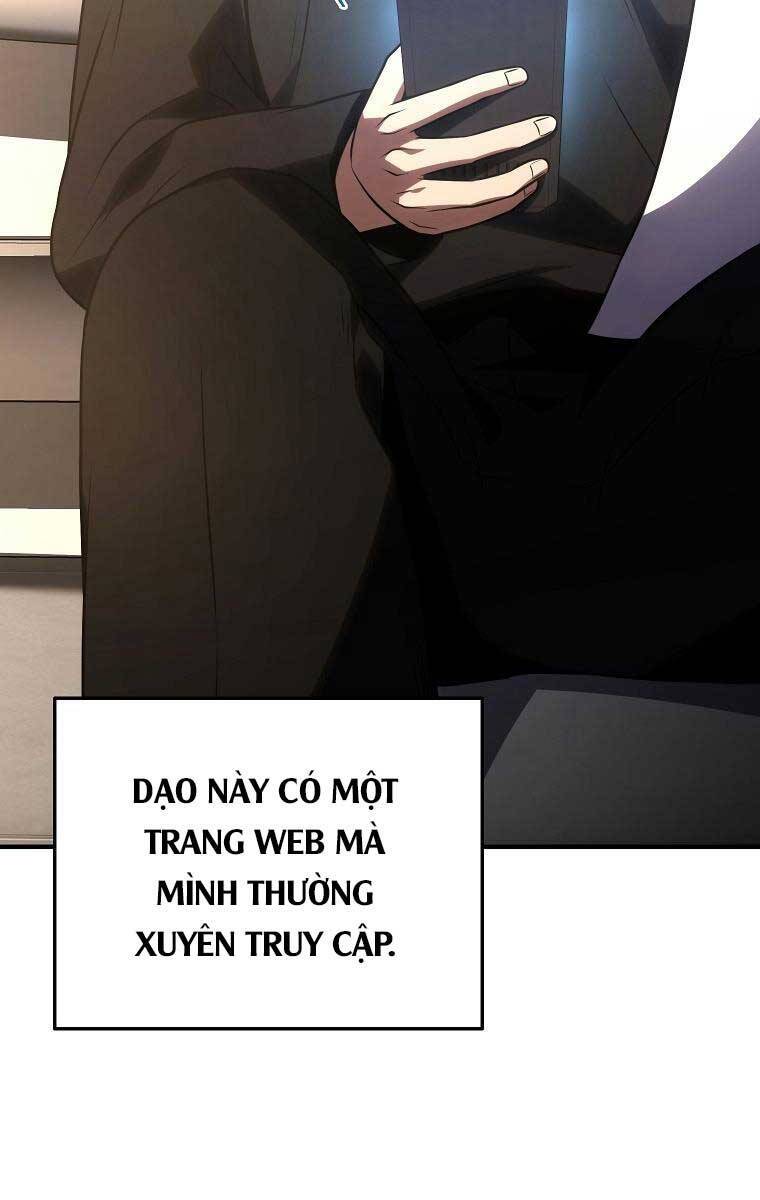 DẠO NÀY CÓ MỘT
TRANG WEB MÀ
MÌNH THƯỜNG
XUYÊN TRUY CẬP.